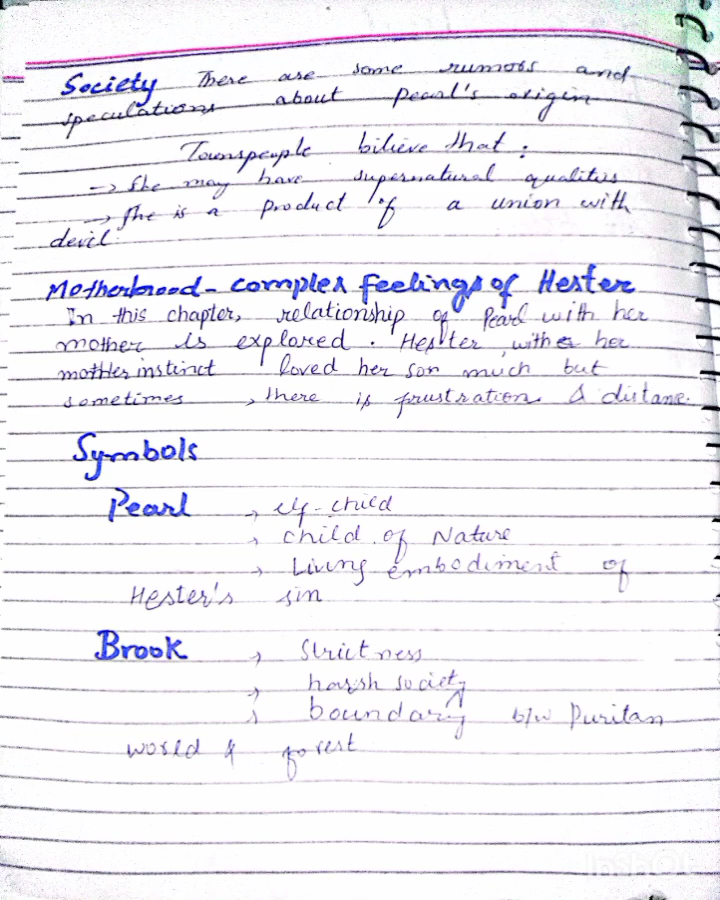 Society There are some rumors and
speculations about Pearl's origin
Townspeople bilieve that :
→ She may have supernatural qualities
→ She is a product of a union with
devil.
Motherhood - complex feelings of Hester
In this chapter, relationship of Pearl with her
mother is explored. Hester, with her
mother instinct loved her son much but
sometimes, there is frustration & distance.
Symbols
Pearl → elf-child
→ child of Nature
→ Living embodiment of
Hester's sin
Brook → Strictness
→ harsh society
→ boundary b/w Puritan
world & forest
InShOt